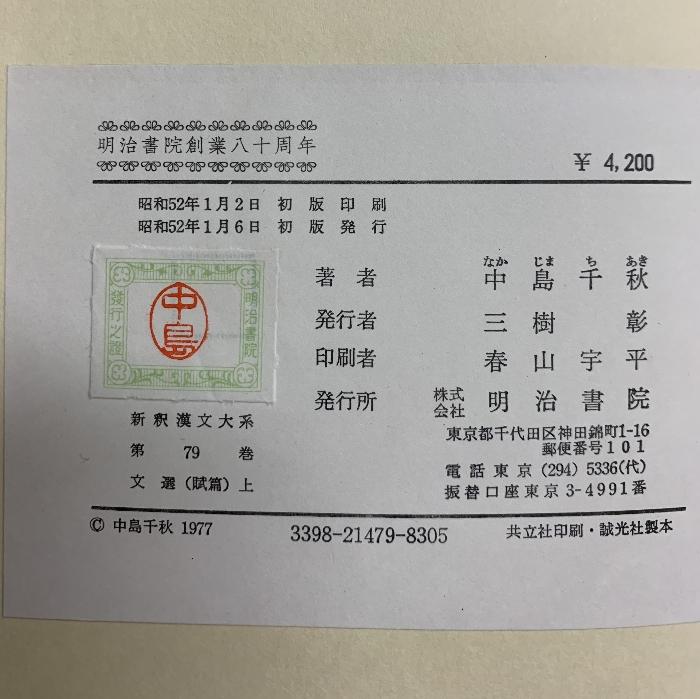 明治書院創業八十周年
¥ 4,200
昭和52年1月2日 初版印刷
昭和52年1月6日 初版発行
發行之證
中島
明治書院
なか じま ち あき
著者 中島千秋
発行者 三樹 彰
印刷者 春山宇平
発行所 株式会社 明治書院
東京都千代田区神田錦町1-16
郵便番号101
電話東京(294)5336(代)
振替口座東京3-4991番
新釈漢文大系
第 79 巻
文選(賦篇)上
© 中島千秋 1977
3398-21479-8305
共立社印刷・誠光社製本